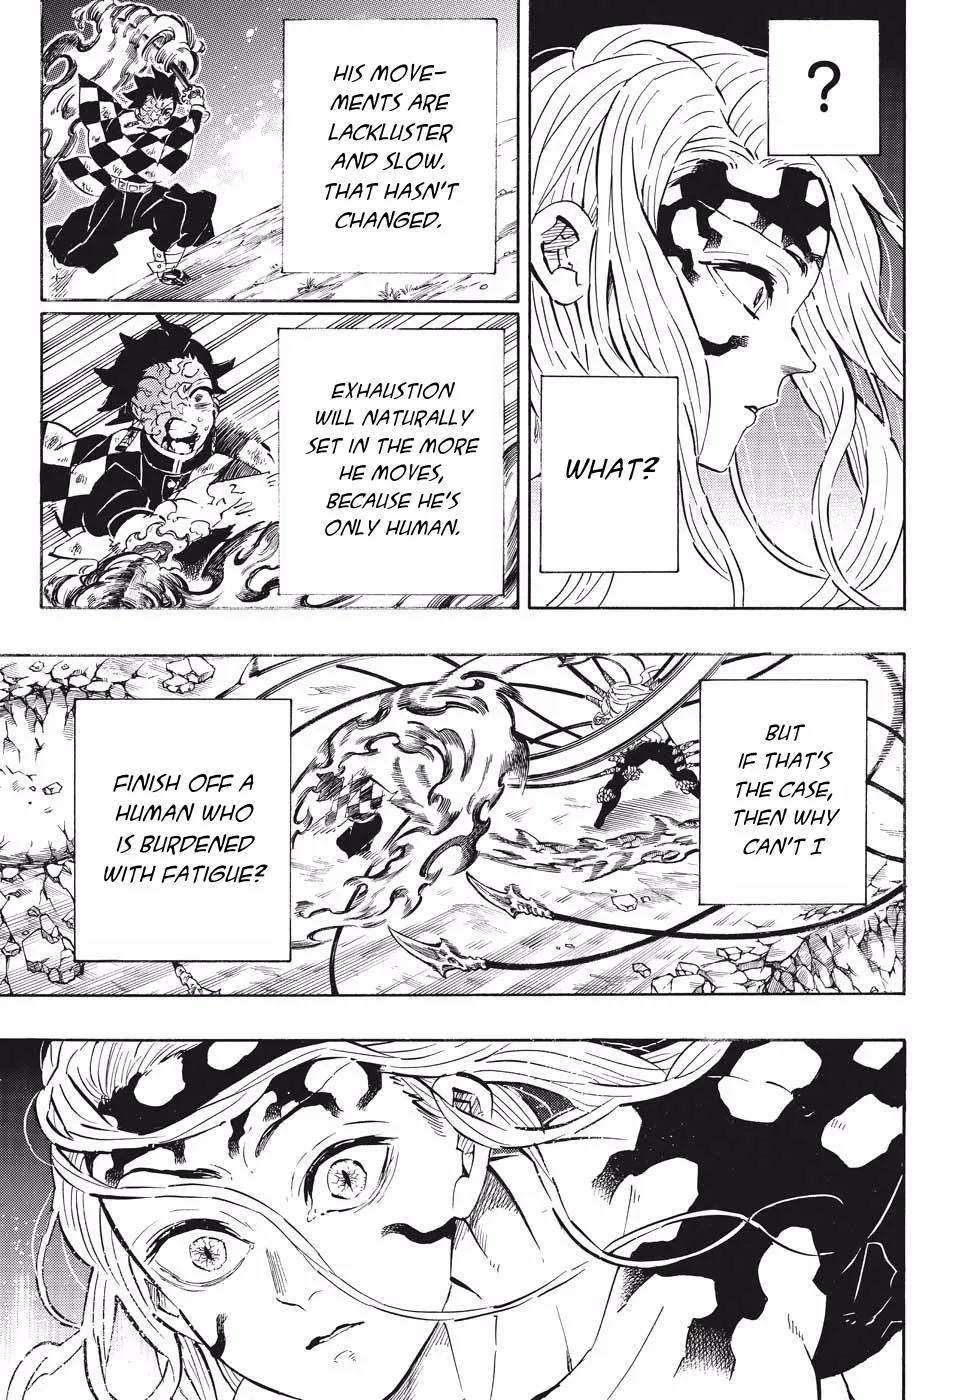 ?
WHAT?
HIS MOVE-
MENTS ARE
LACKLUSTER
AND SLOW.
THAT HASN'T
CHANGED.
EXHAUSTION
WILL NATURALLY
SET IN THE MORE
HE MOVES,
BECAUSE HE'S
ONLY HUMAN.
BUT
IF THAT'S
THE CASE,
THEN WHY
CAN'T I
FINISH OFF A
HUMAN WHO
IS BURDENED
WITH FATIGUE?